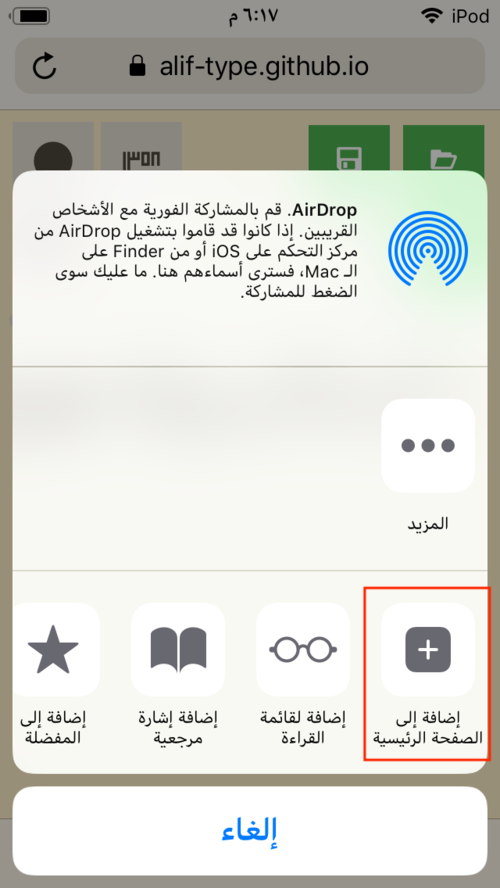 ٦:١٧ م
iPod
alif-type.github.io
١٣٥٨
AirDrop. قم بالمشاركة الفورية مع الأشخاص
القريبين. إذا كانوا قد قاموا بتشغيل AirDrop من
مركز التحكم على iOS أو من Finder على
الـ Mac، فسترى أسماءهم هنا. ما عليك سوى
الضغط للمشاركة.
المزيد
إضافة إلى
الصفحة الرئيسية
إضافة لقائمة
القراءة
إضافة إشارة
مرجعية
إضافة إلى
المفضلة
إلغاء